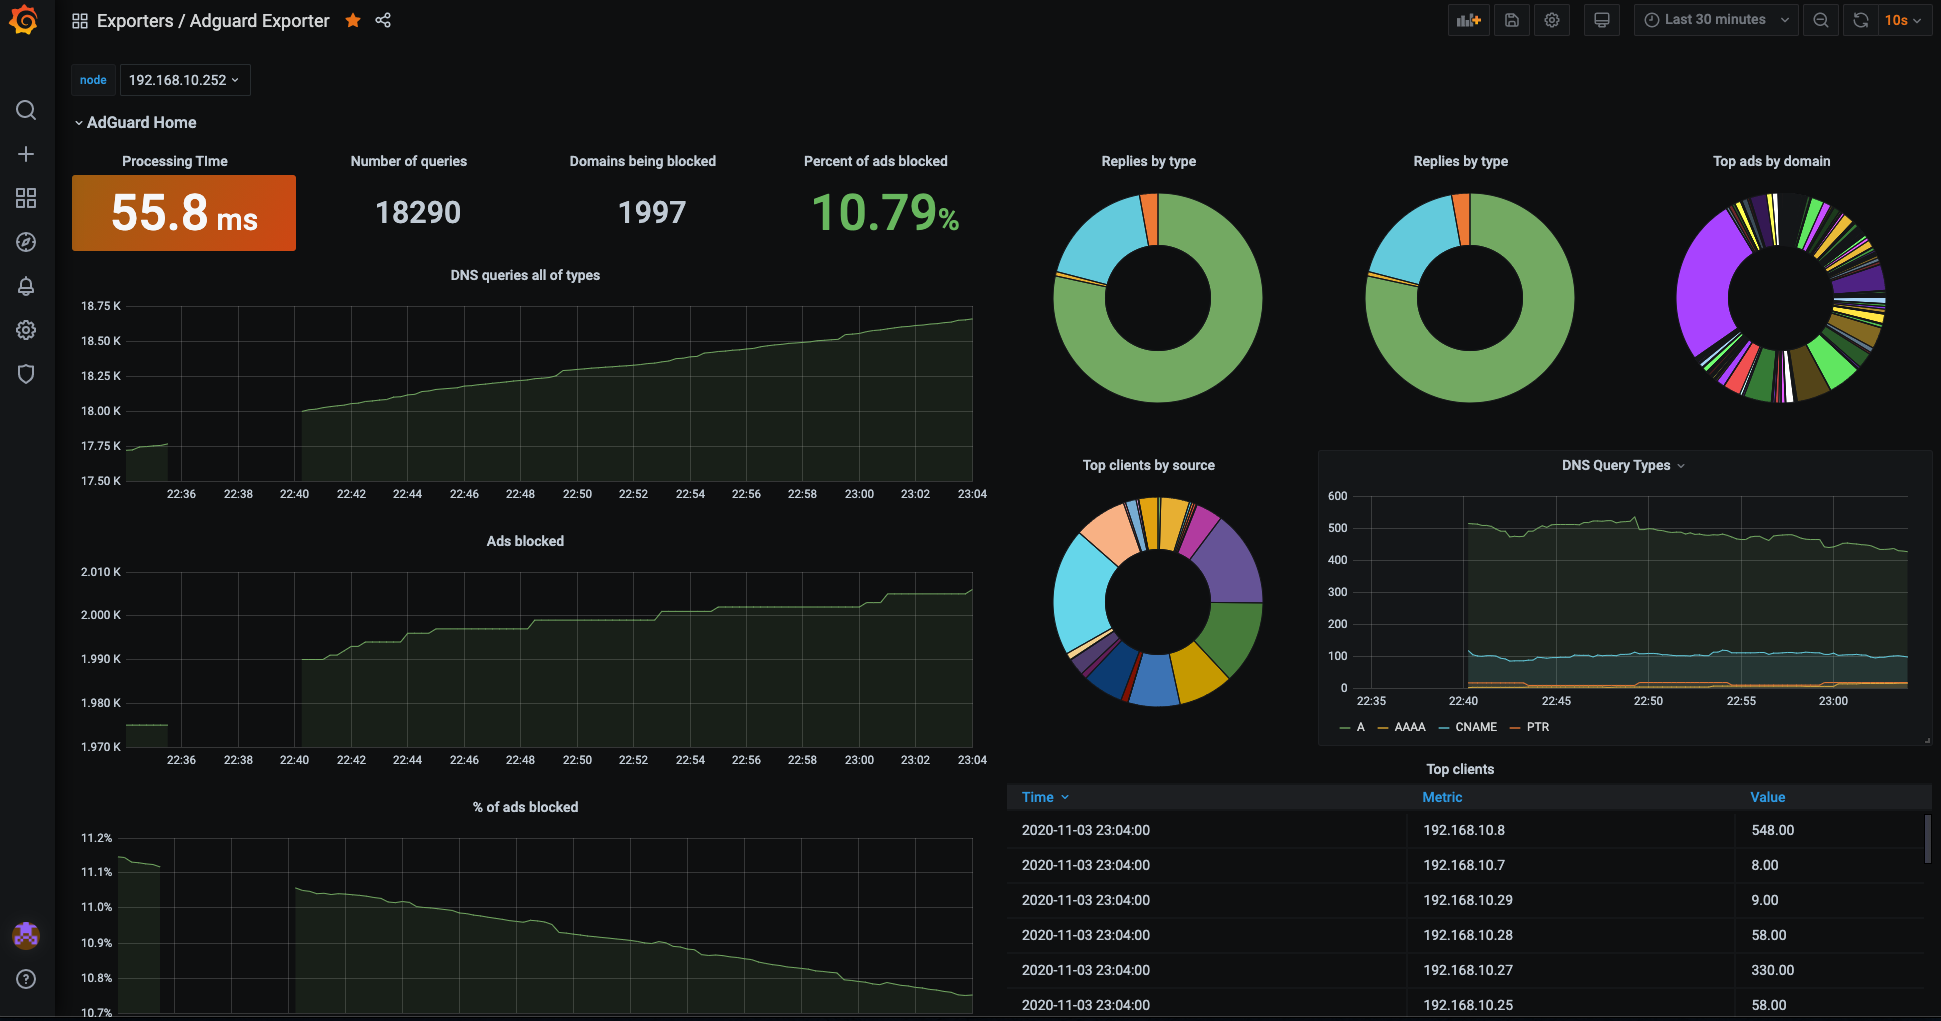 Exporters / Adguard Exporter
Last 30 minutes
10s
node
192.168.10.252
AdGuard Home
Processing TIme
Number of queries
Domains being blocked
Percent of ads blocked
55.8 ms
18290
1997
10.79%
DNS queries all of types
18.75 K
18.50 K
18.25 K
18.00 K
17.75 K
17.50 K
22:36 22:38 22:40 22:42 22:44 22:46 22:48 22:50 22:52 22:54 22:56 22:58 23:00 23:02 23:04
Ads blocked
2.010 K
2.000 K
1.990 K
1.980 K
1.970 K
22:36 22:38 22:40 22:42 22:44 22:46 22:48 22:50 22:52 22:54 22:56 22:58 23:00 23:02 23:04
% of ads blocked
11.2%
11.1%
11.0%
10.9%
10.8%
10.7%
Replies by type
Replies by type
Top ads by domain
Top clients by source
DNS Query Types
600
500
400
300
200
100
0
22:35 22:40 22:45 22:50 22:55 23:00
A AAAA CNAME PTR
Top clients
Time Metric Value
2020-11-03 23:04:00 192.168.10.8 548.00
2020-11-03 23:04:00 192.168.10.7 8.00
2020-11-03 23:04:00 192.168.10.29 9.00
2020-11-03 23:04:00 192.168.10.28 58.00
2020-11-03 23:04:00 192.168.10.27 330.00
2020-11-03 23:04:00 192.168.10.25 58.00